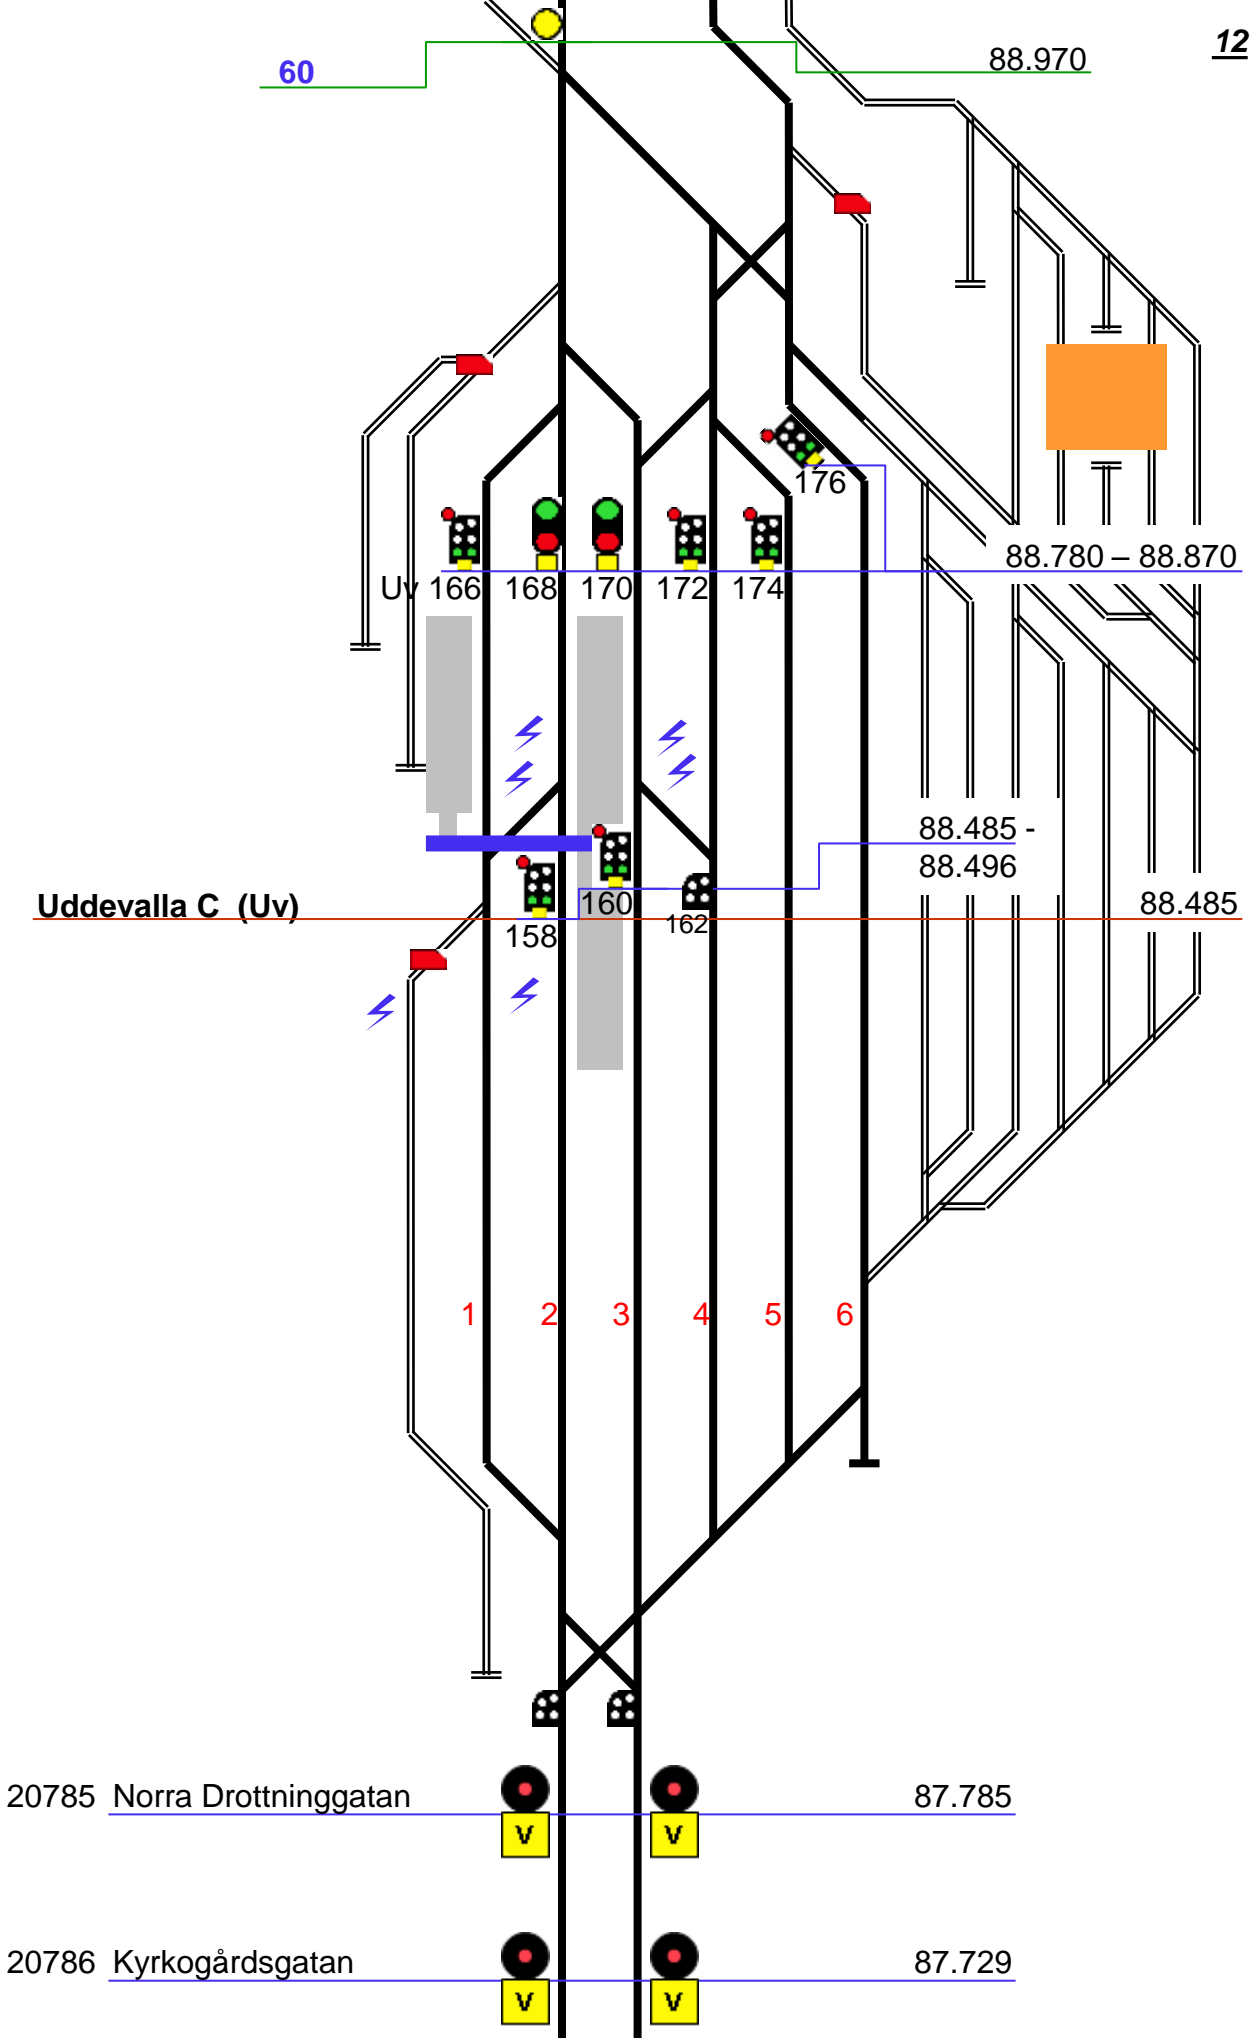 12
60
88.970
176
88.780 – 88.870
Uv 166 168 170 172 174
88.485 -
88.496
160
162
158
Uddevalla C (Uv)
88.485
1 2 3 4 5 6
20785 Norra Drottninggatan
87.785
V V
20786 Kyrkogårdsgatan
87.729
V V